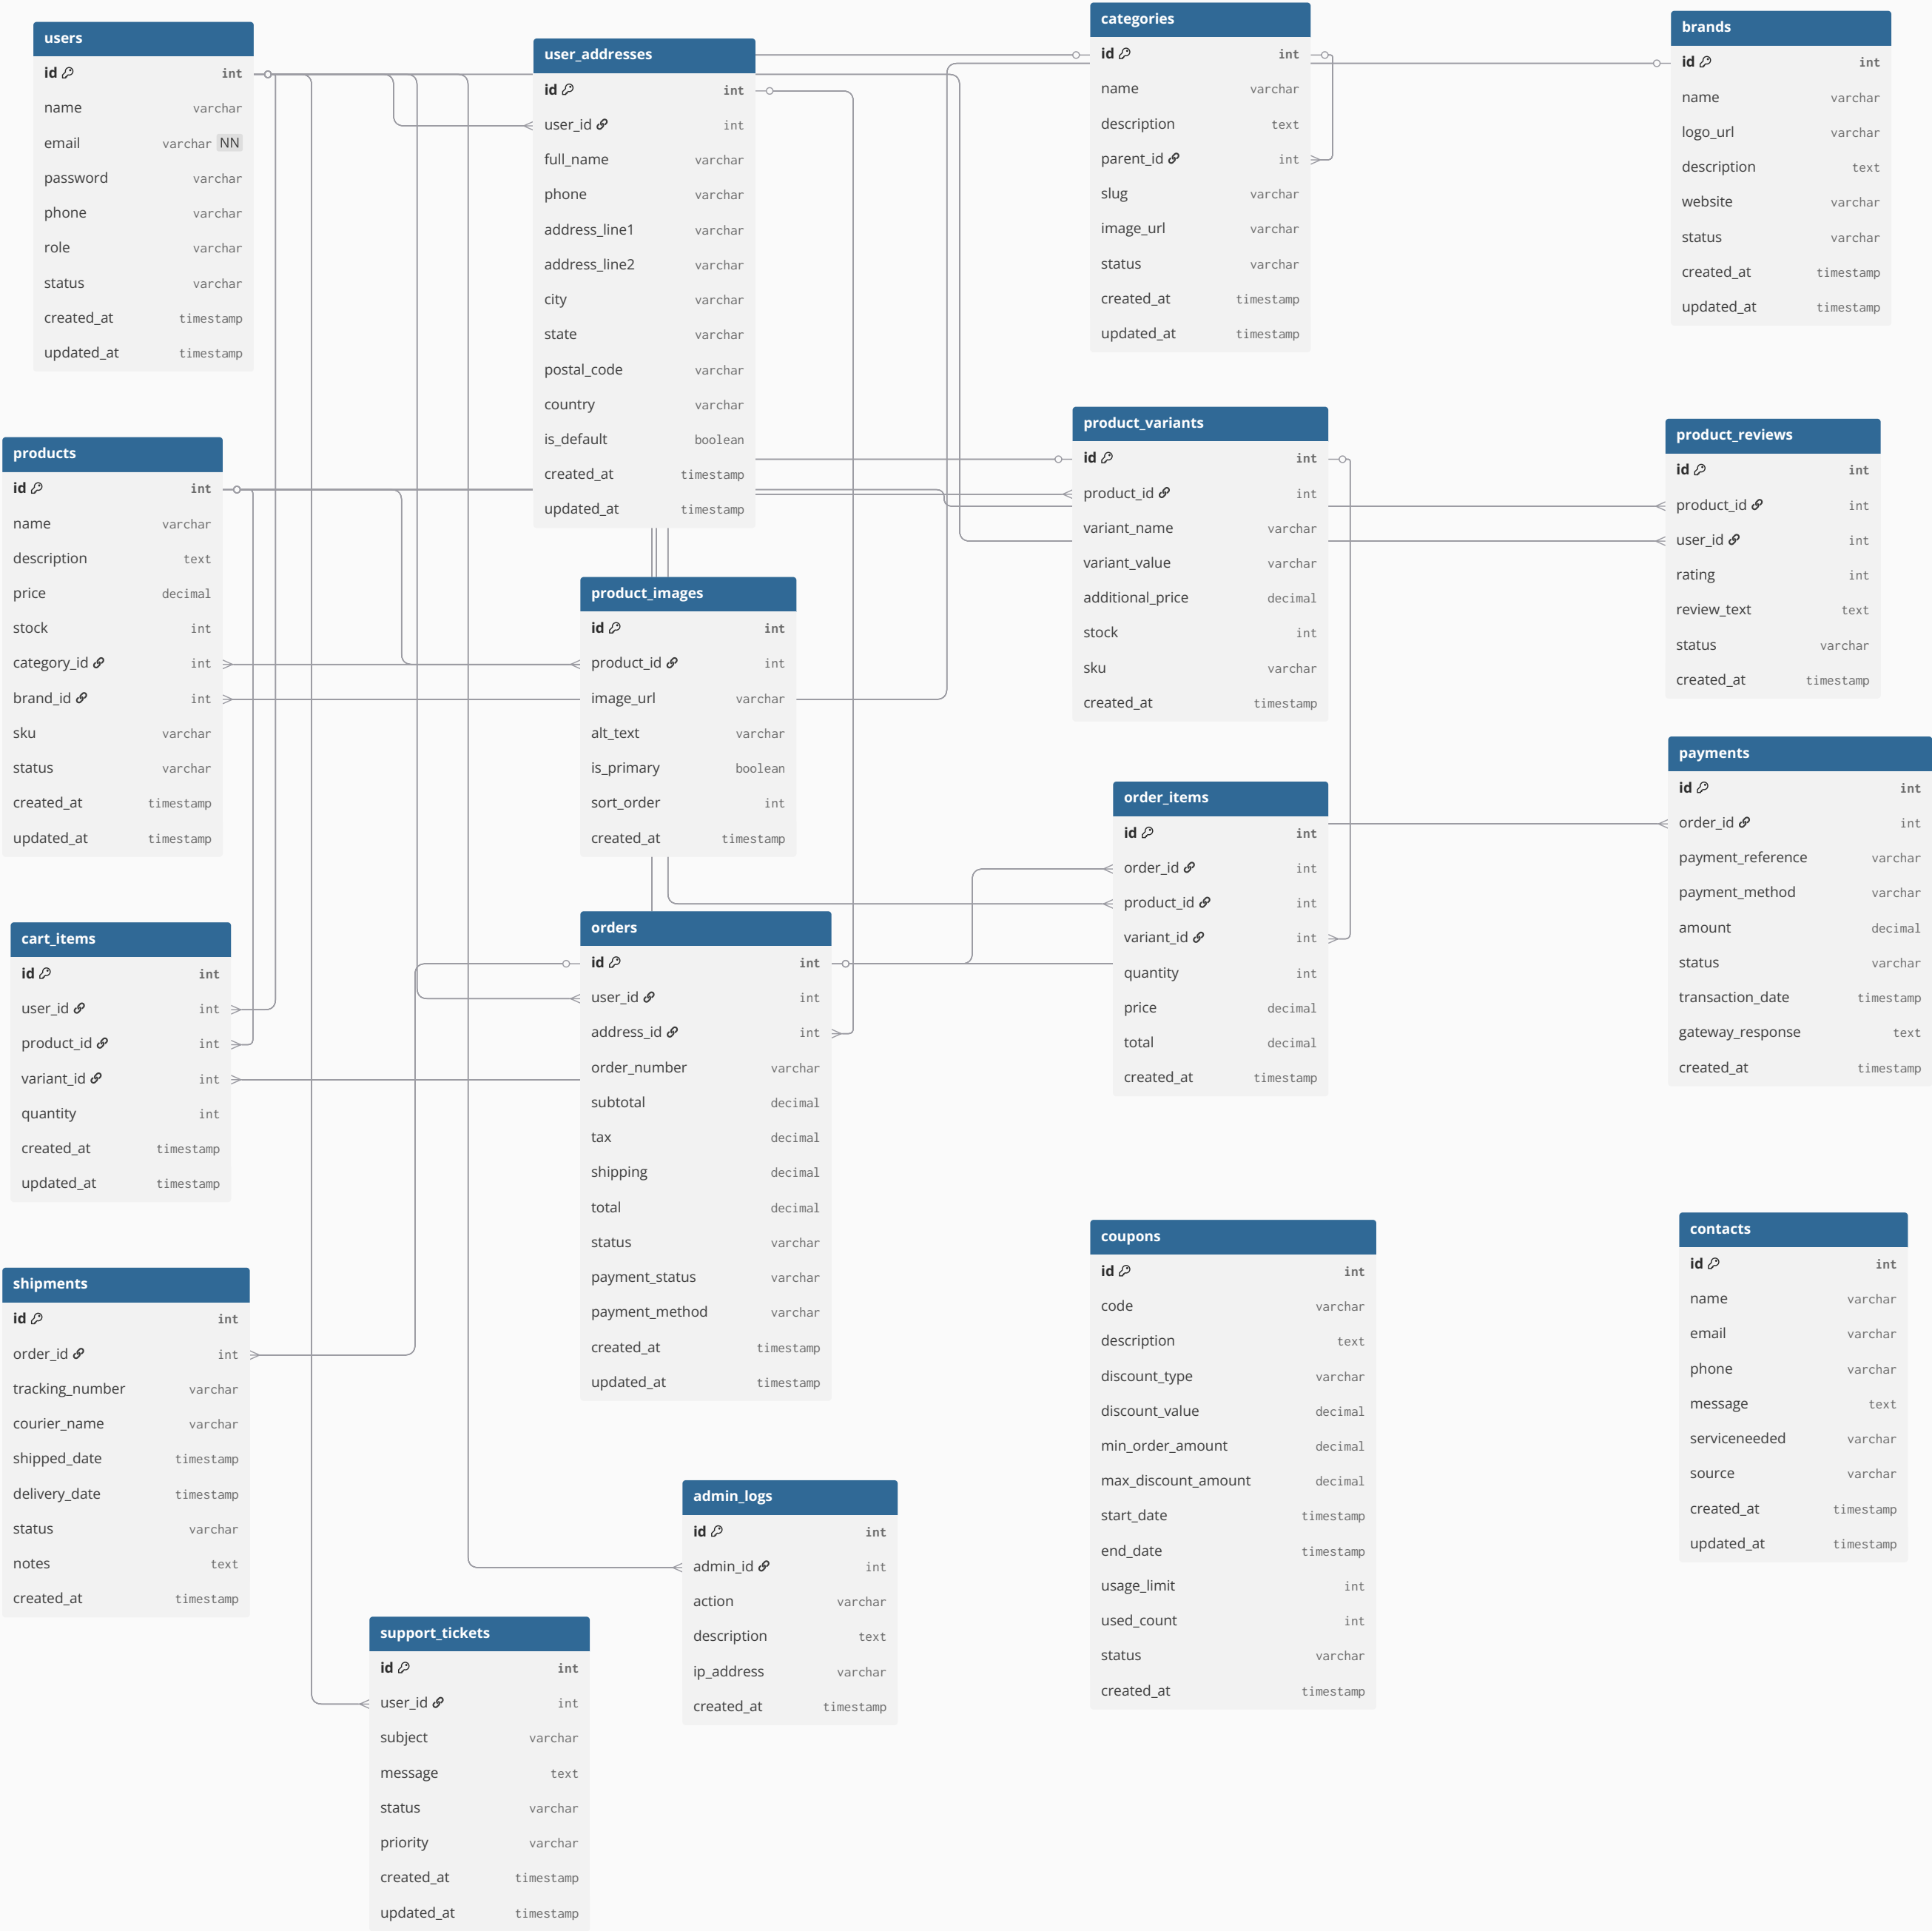 users
id int
name varchar
email varchar NN
password varchar
phone varchar
role varchar
status varchar
created_at timestamp
updated_at timestamp
user_addresses
id int
user_id int
full_name varchar
phone varchar
address_line1 varchar
address_line2 varchar
city varchar
state varchar
postal_code varchar
country varchar
is_default boolean
created_at timestamp
updated_at timestamp
categories
id int
name varchar
description text
parent_id int
slug varchar
image_url varchar
status varchar
created_at timestamp
updated_at timestamp
brands
id int
name varchar
logo_url varchar
description text
website varchar
status varchar
created_at timestamp
updated_at timestamp
products
id int
name varchar
description text
price decimal
stock int
category_id int
brand_id int
sku varchar
status varchar
created_at timestamp
updated_at timestamp
product_images
id int
product_id int
image_url varchar
alt_text varchar
is_primary boolean
sort_order int
created_at timestamp
product_variants
id int
product_id int
variant_name varchar
variant_value varchar
additional_price decimal
stock int
sku varchar
created_at timestamp
product_reviews
id int
product_id int
user_id int
rating int
review_text text
status varchar
created_at timestamp
cart_items
id int
user_id int
product_id int
variant_id int
quantity int
created_at timestamp
updated_at timestamp
orders
id int
user_id int
address_id int
order_number varchar
subtotal decimal
tax decimal
shipping decimal
total decimal
status varchar
payment_status varchar
payment_method varchar
created_at timestamp
updated_at timestamp
order_items
id int
order_id int
product_id int
variant_id int
quantity int
price decimal
total decimal
created_at timestamp
payments
id int
order_id int
payment_reference varchar
payment_method varchar
amount decimal
status varchar
transaction_date timestamp
gateway_response text
created_at timestamp
shipments
id int
order_id int
tracking_number varchar
courier_name varchar
shipped_date timestamp
delivery_date timestamp
status varchar
notes text
created_at timestamp
support_tickets
id int
user_id int
subject varchar
message text
status varchar
priority varchar
created_at timestamp
updated_at timestamp
admin_logs
id int
admin_id int
action varchar
description text
ip_address varchar
created_at timestamp
coupons
id int
code varchar
description text
discount_type varchar
discount_value decimal
min_order_amount decimal
max_discount_amount decimal
start_date timestamp
end_date timestamp
usage_limit int
used_count int
status varchar
created_at timestamp
contacts
id int
name varchar
email varchar
phone varchar
message text
serviceneeded varchar
source varchar
created_at timestamp
updated_at timestamp